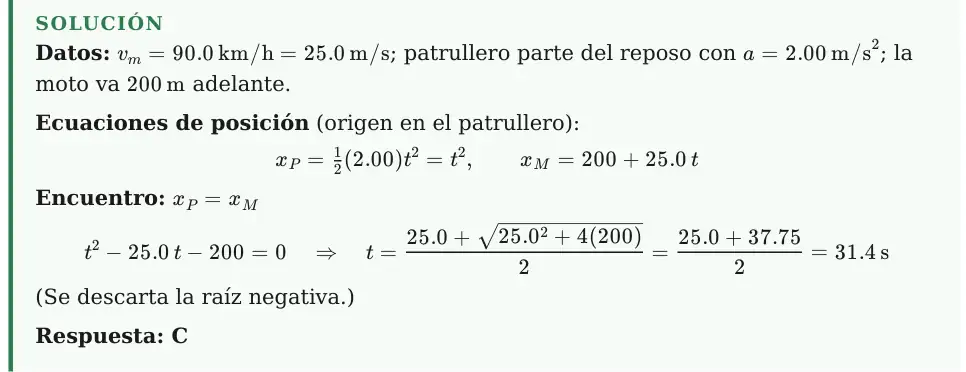 SOLUCIÓN
Datos: v_m = 90.0 km/h = 25.0 m/s; patrullero parte del reposo con a = 2.00 m/s²; la
moto va 200 m adelante.
Ecuaciones de posición (origen en el patrullero):
x_P = ½(2.00)t² = t², x_M = 200 + 25.0 t
Encuentro: x_P = x_M
t² − 25.0 t − 200 = 0 ⇒ t = (25.0 + √(25.0² + 4(200)))/2 = (25.0 + 37.75)/2 = 31.4 s
(Se descarta la raíz negativa.)
Respuesta: C